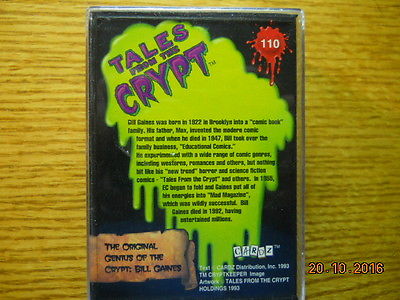 110
TALES
FROM THE
CRYPT™
Bill Gaines was born in 1922 in Brooklyn into a "comic book"
family. His father, Max, invented the modern comic
format and when he died in 1947, Bill took over the
family business, "Educational Comics."
He experimented with a wide range of comic genres,
including westerns, romances and others, but nothing
hit like his "new trend" horror and science fiction
comics - "Tales From the Crypt" and others. In 1955,
EC began to fold and Gaines put all of
his energies into "Mad Magazine",
which was wildly successful. Bill
Gaines died in 1992, having
entertained millions.
THE ORIGINAL
GENIUS OF THE
CRYPT: BILL GAINES
CARDZ™
Text © CARDZ Distribution, Inc. 1993
TM CRYPTKEEPER Image
Artwork © TALES FROM THE CRYPT
HOLDINGS 1993
20.10.2016